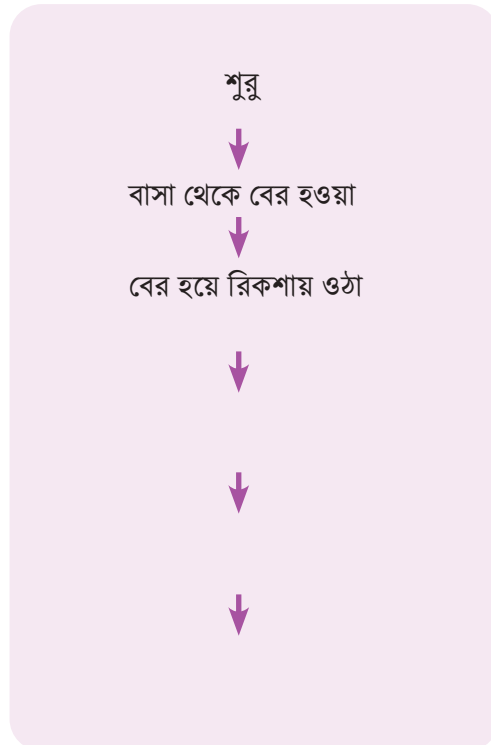 শুরু
বাসা থেকে বের হওয়া
বের হয়ে রিকশায় ওঠা